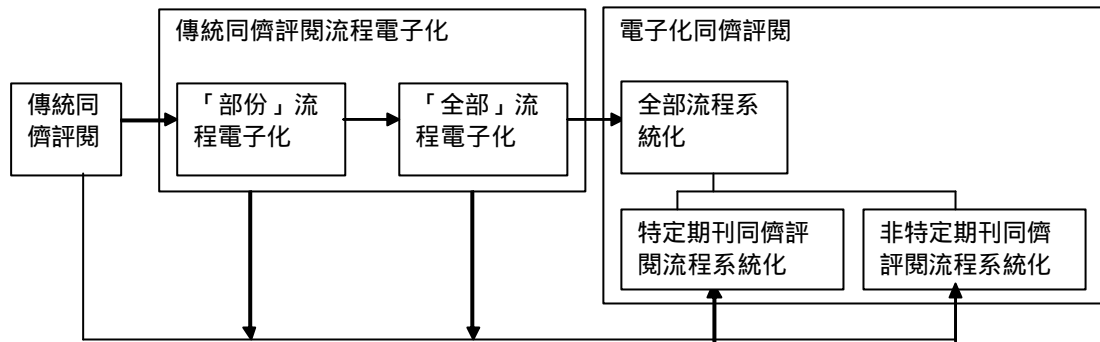 傳統同儕評閱流程電子化
電子化同儕評閱
傳統同
儕評閱
「部份」流
程電子化
「全部」流
程電子化
全部流程系
統化
特定期刊同儕評
閱流程系統化
非特定期刊同儕
評閱流程系統化